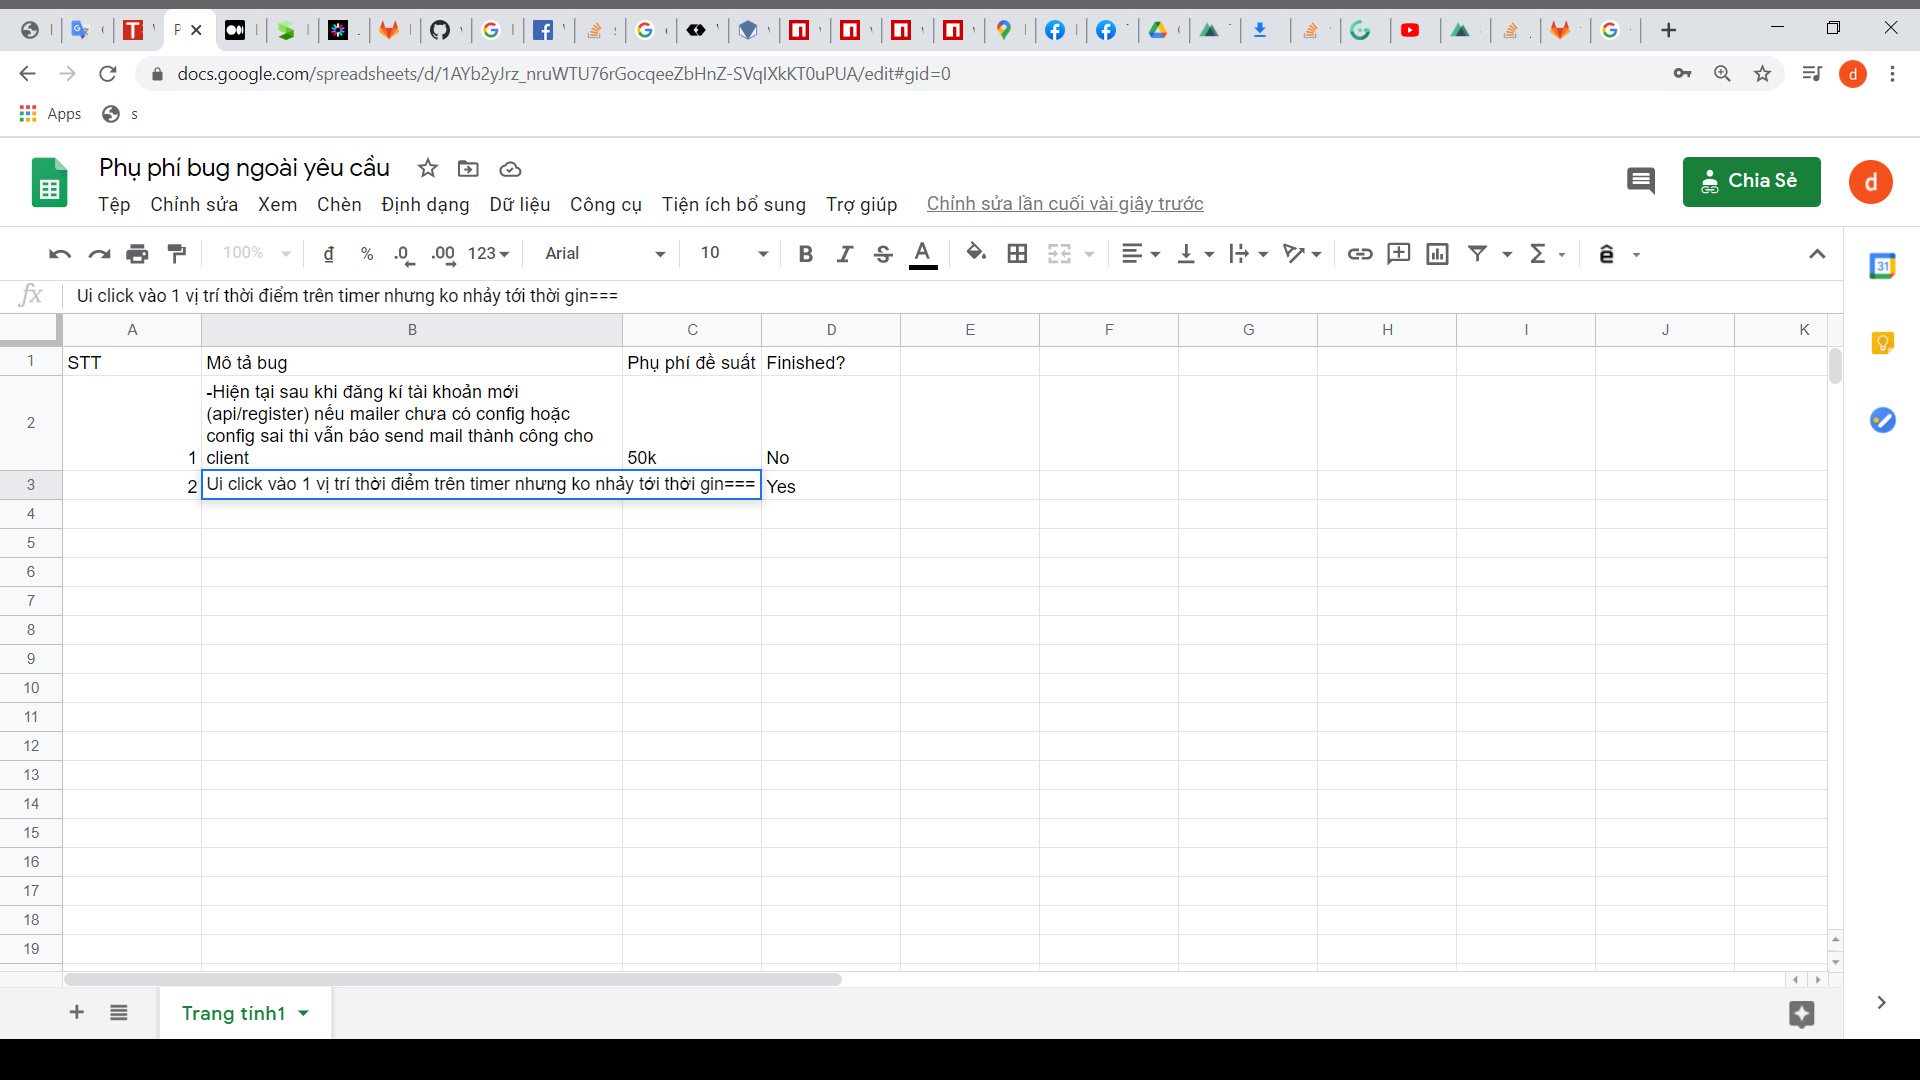 docs.google.com/spreadsheets/d/1AYb2yJrz_nruWTU76rGocqeeZbHnZ-SVqIXkKT0uPUA/edit#gid=0
Apps s
Phụ phí bug ngoài yêu cầu
Chia Sẻ
d
Tệp Chỉnh sửa Xem Chèn Định dạng Dữ liệu Công cụ Tiện ích bổ sung Trợ giúp Chỉnh sửa lần cuối vài giây trước
100% đ % .0 .00 123 Arial 10 B I S A Σ ê
fx Ui click vào 1 vị trí thời điểm trên timer nhưng ko nhảy tới thời gin===
A B C D E F G H I J K
1 STT Mô tả bug Phụ phí đề suất Finished?
-Hiện tại sau khi đăng kí tài khoản mới
(api/register) nếu mailer chưa có config hoặc
config sai thì vẫn báo send mail thành công cho
2 1 client 50k No
3 2 Ui click vào 1 vị trí thời điểm trên timer nhưng ko nhảy tới thời gin=== Yes
4
5
6
7
8
9
10
11
12
13
14
15
16
17
18
19
Trang tính1